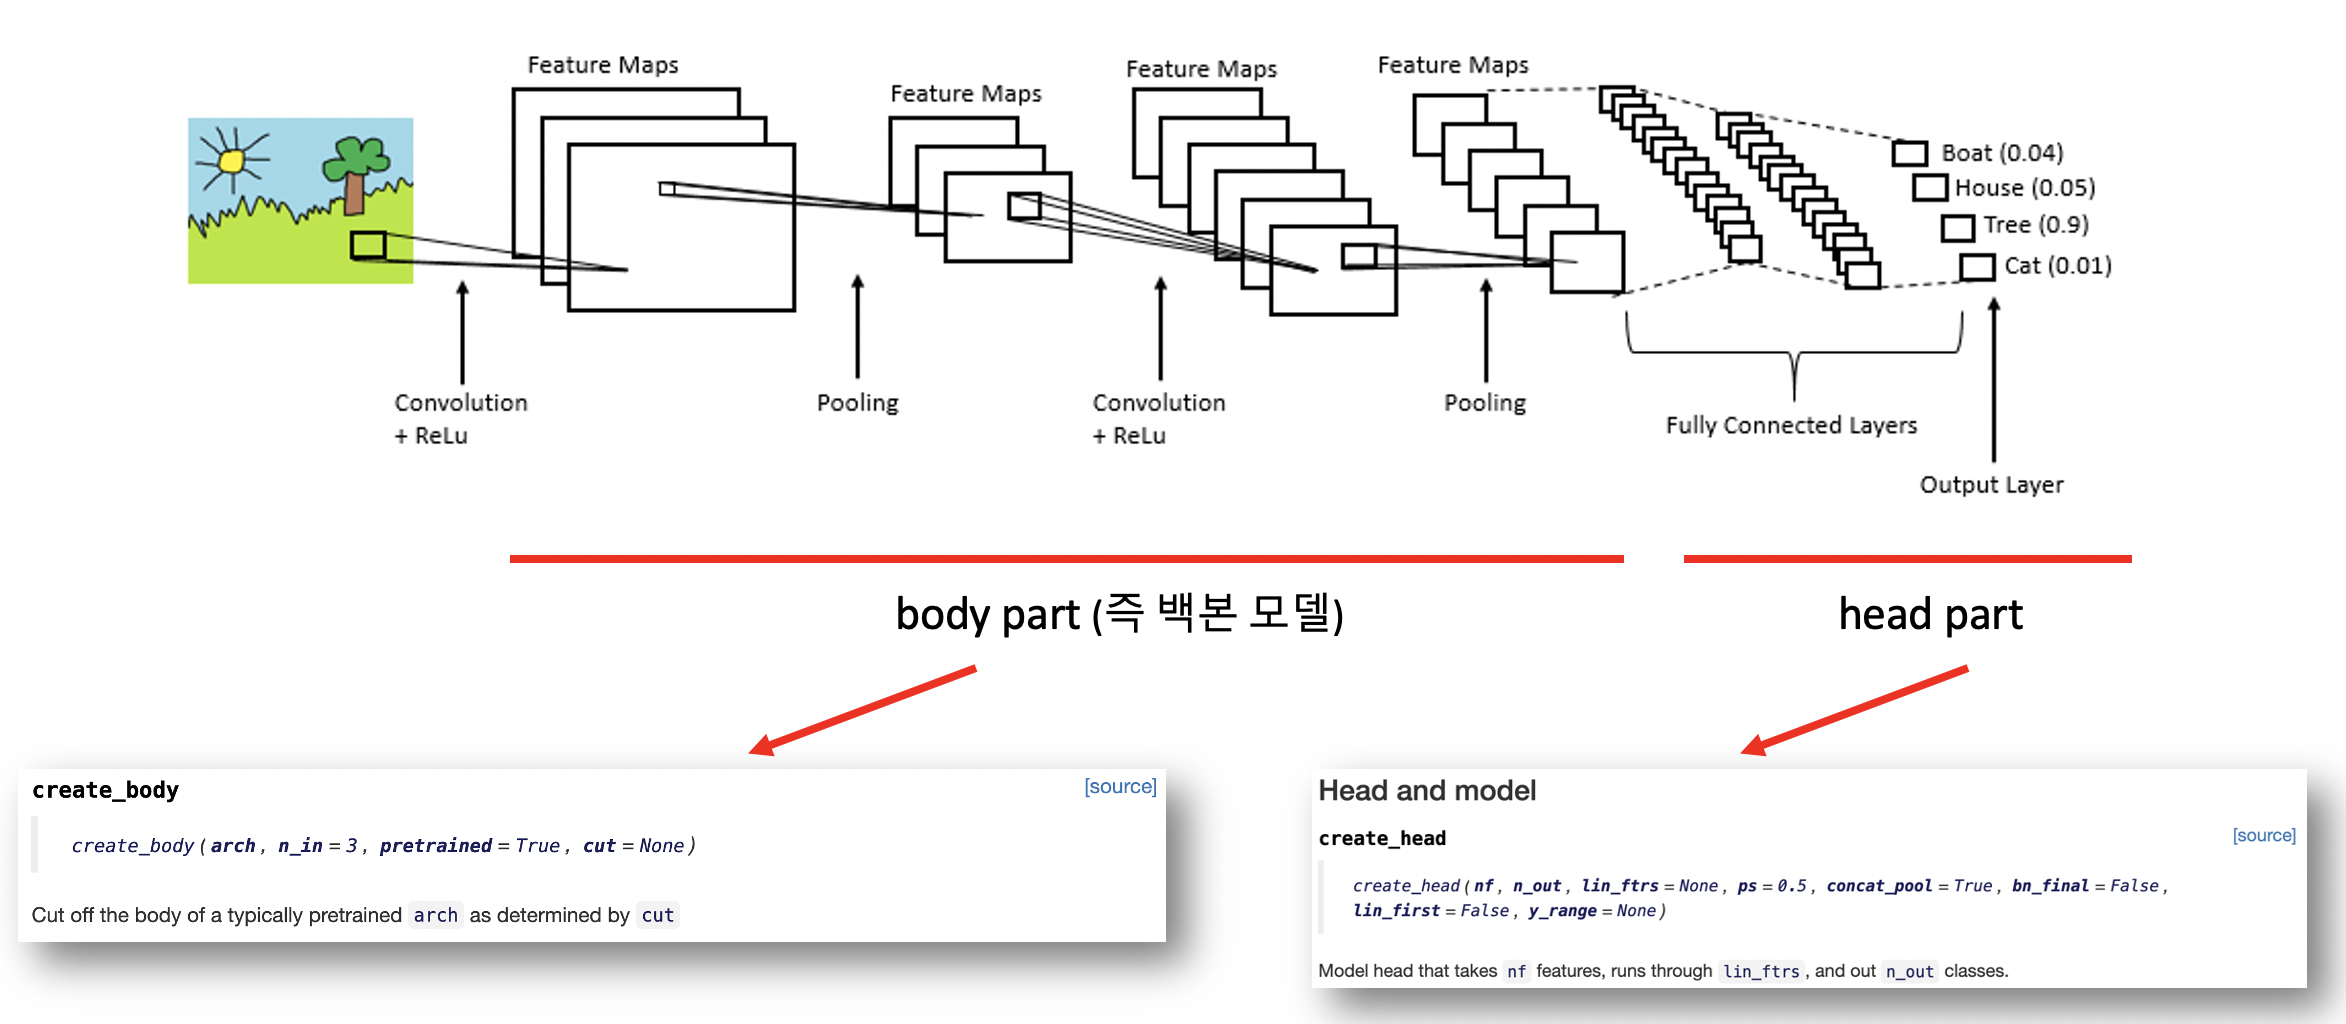 Feature Maps
Feature Maps
Feature Maps
Feature Maps
Boat (0.04)
House (0.05)
Tree (0.9)
Cat (0.01)
Convolution
+ ReLu
Pooling
Convolution
+ ReLu
Pooling
Fully Connected Layers
Output Layer
body part (즉 백본 모델)
head part
create_body [source]
create_body(arch, n_in=3, pretrained=True, cut=None)
Cut off the body of a typically pretrained arch as determined by cut
Head and model
create_head [source]
create_head(nf, n_out, lin_ftrs=None, ps=0.5, concat_pool=True, bn_final=False,
lin_first=False, y_range=None)
Model head that takes nf features, runs through lin_ftrs, and out n_out classes.